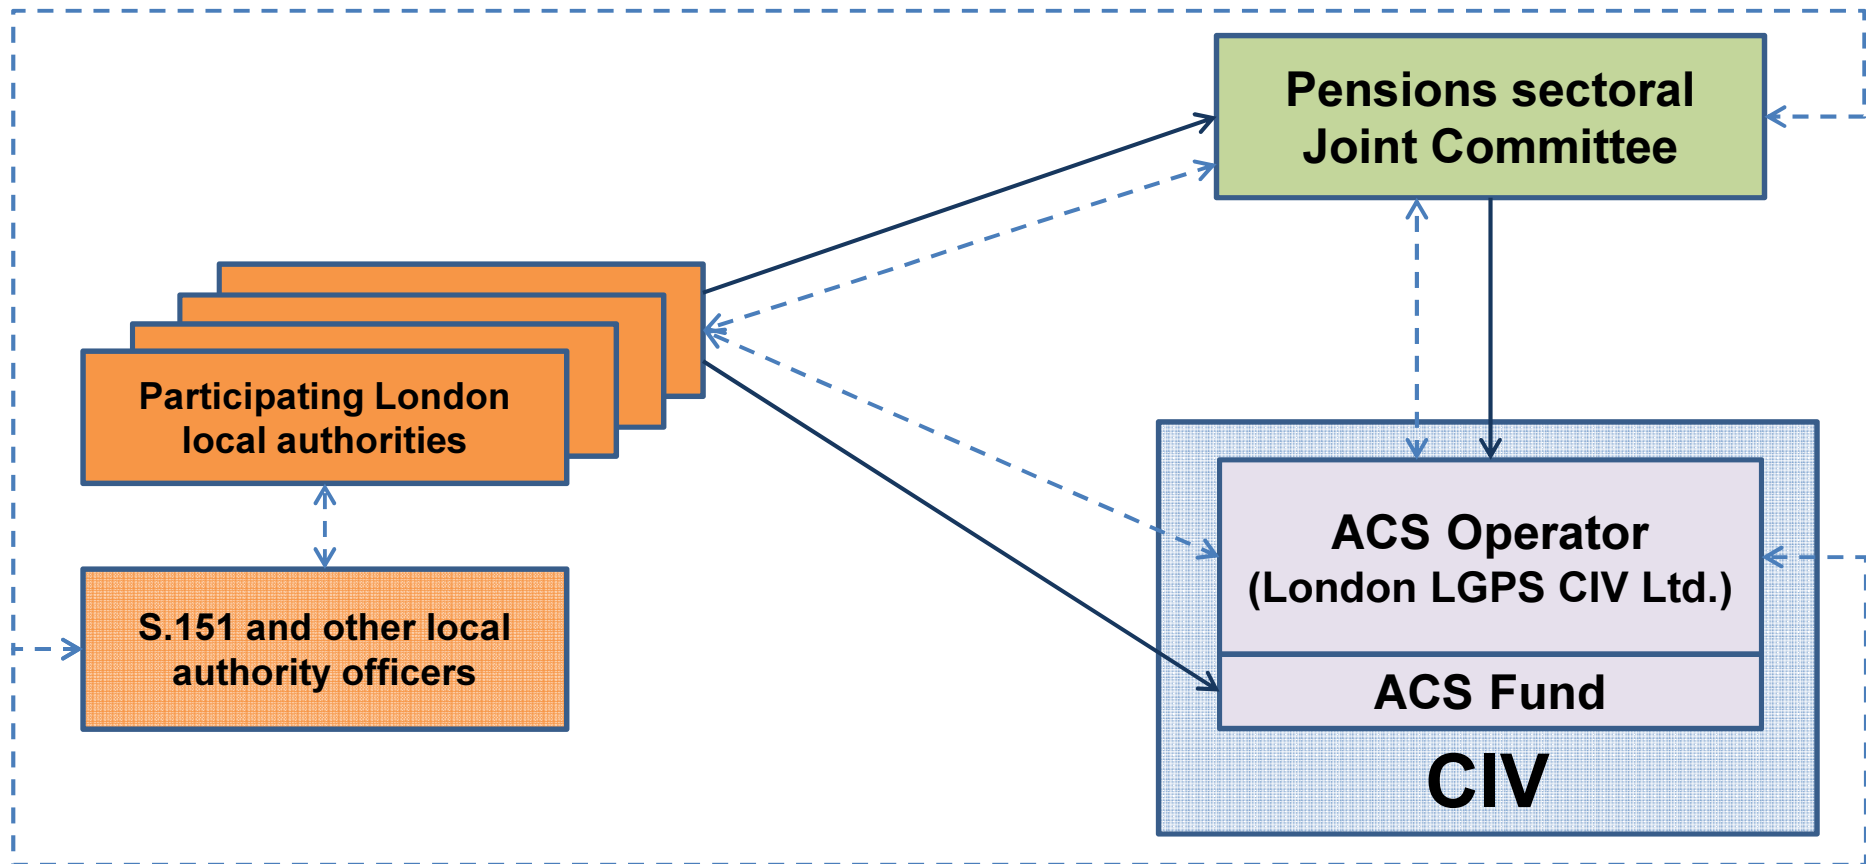 Pensions sectoral
Joint Committee
Participating London
local authorities
S.151 and other local
authority officers
ACS Operator
(London LGPS CIV Ltd.)
ACS Fund
CIV